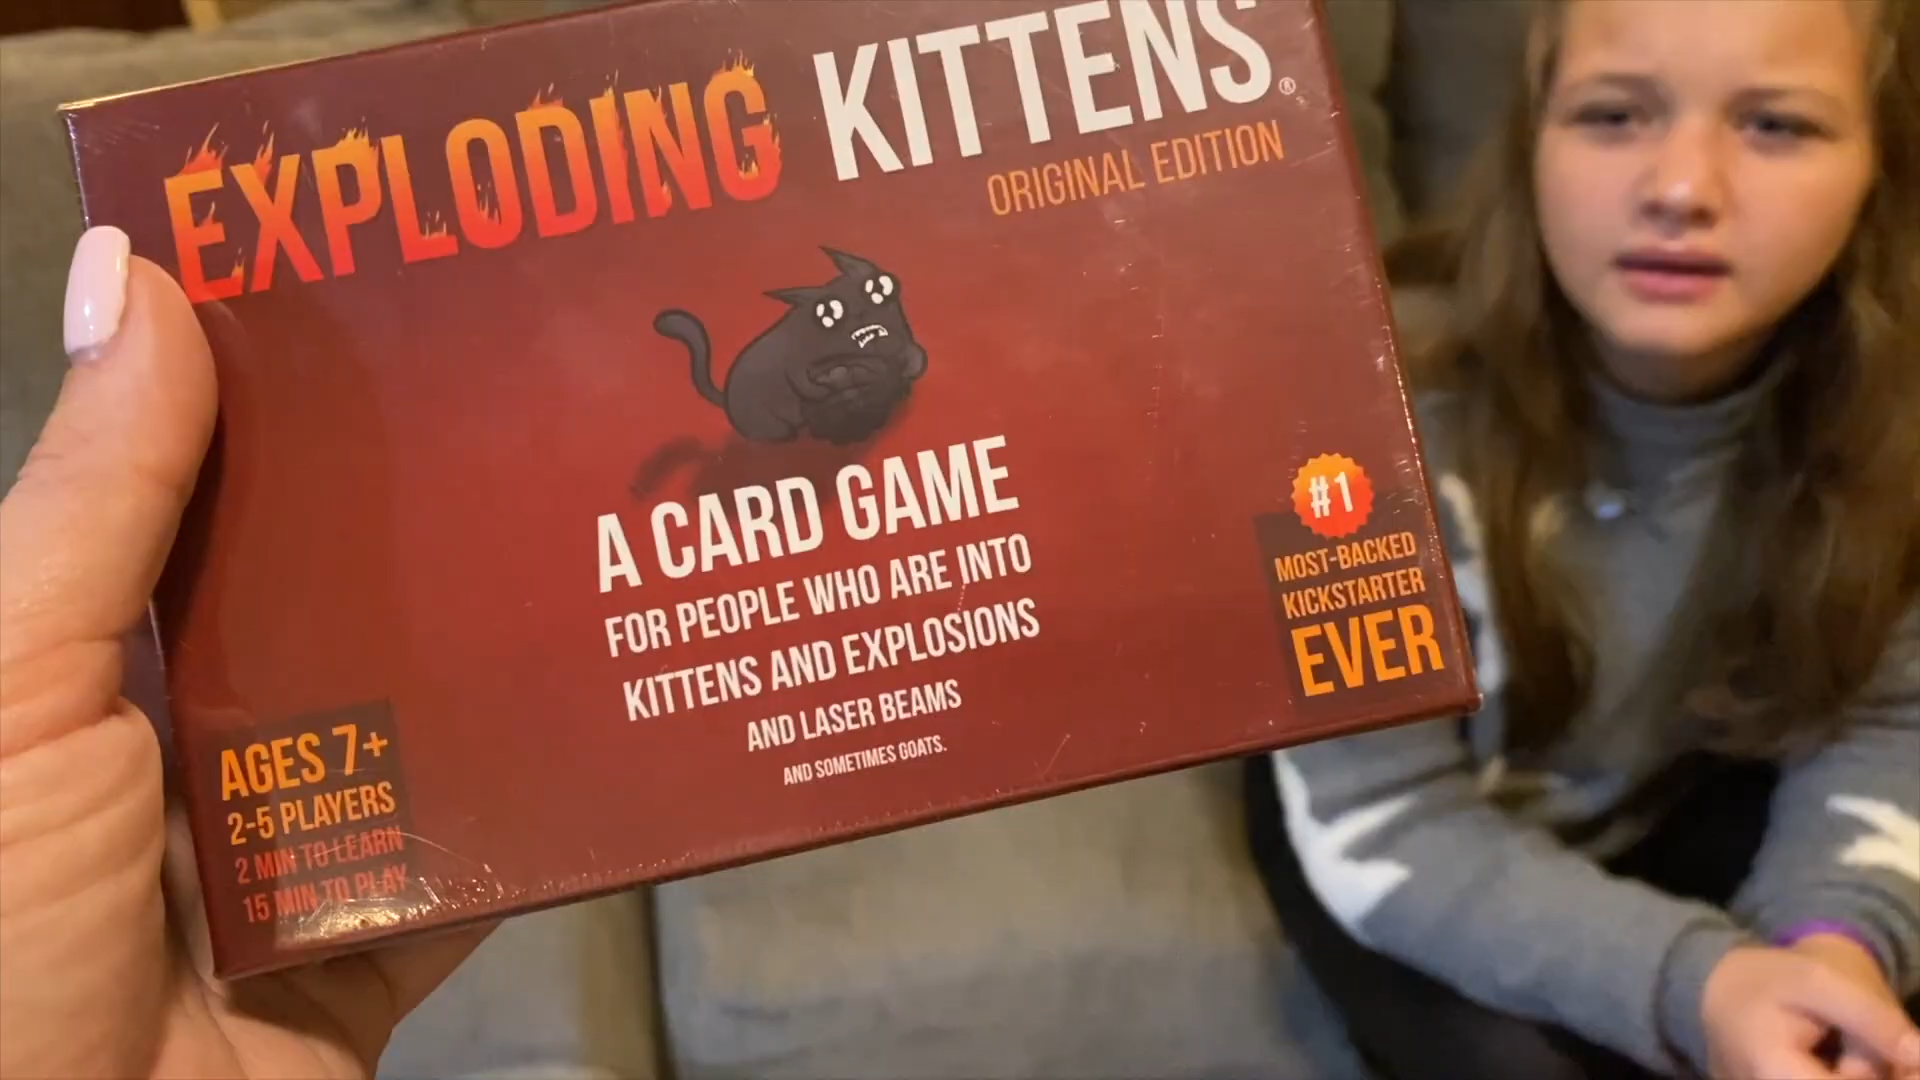 EXPLODING KITTENS®
ORIGINAL EDITION
A CARD GAME
FOR PEOPLE WHO ARE INTO
KITTENS AND EXPLOSIONS
AND LASER BEAMS
AND SOMETIMES GOATS.
#1
MOST-BACKED
KICKSTARTER
EVER
AGES 7+
2-5 PLAYERS
2 MIN TO LEARN
15 MIN TO PLAY